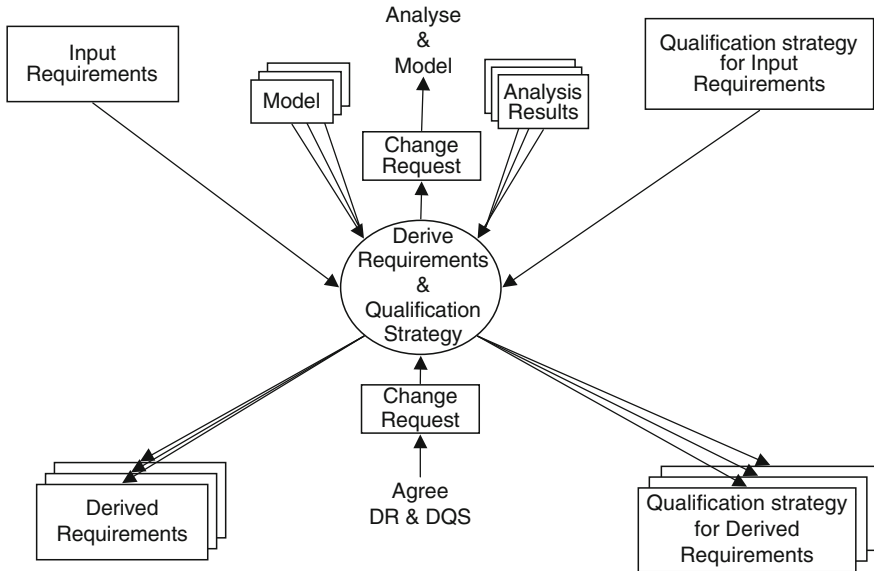 Analyse
&
Model
Input
Requirements
Model
Analysis
Results
Qualification strategy
for Input
Requirements
Change
Request
Derive
Requirements
&
Qualification
Strategy
Change
Request
Agree
DR & DQS
Derived
Requirements
Qualification strategy
for Derived
Requirements